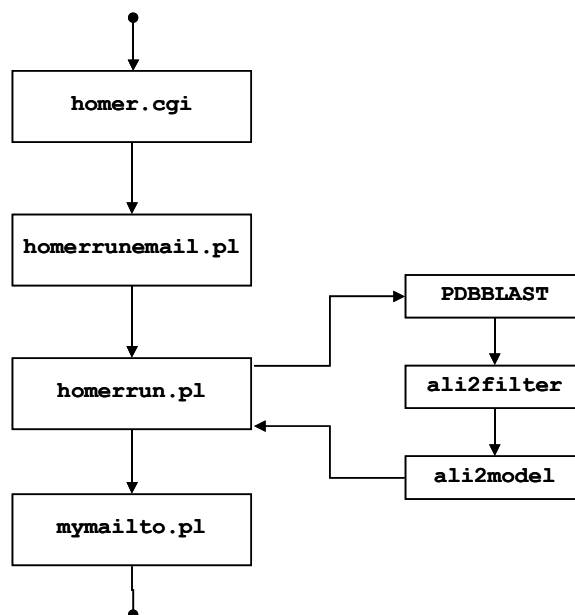 homer.cgi
homerrunemail.pl
PDBBLAST
homerrun.pl
ali2filter
ali2model
mymailto.pl